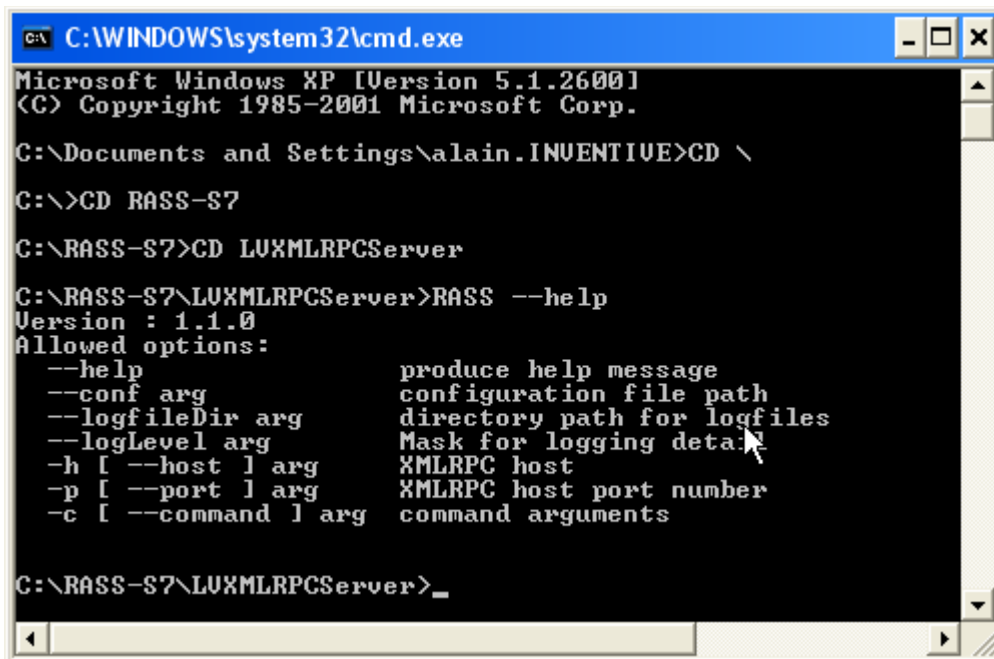 C:\WINDOWS\system32\cmd.exe
Microsoft Windows XP [Version 5.1.2600]
(C) Copyright 1985-2001 Microsoft Corp.
C:\Documents and Settings\alain.INVENTIVE>CD \
C:\>CD RASS-S7
C:\RASS-S7>CD LVXMLRPCServer
C:\RASS-S7\LVXMLRPCServer>RASS --help
Version : 1.1.0
Allowed options:
--help produce help message
--conf arg configuration file path
--logfileDir arg directory path for logfiles
--logLevel arg Mask for logging detail
-h [ --host ] arg XMLRPC host
-p [ --port ] arg XMLRPC host port number
-c [ --command ] arg command arguments
C:\RASS-S7\LVXMLRPCServer>_